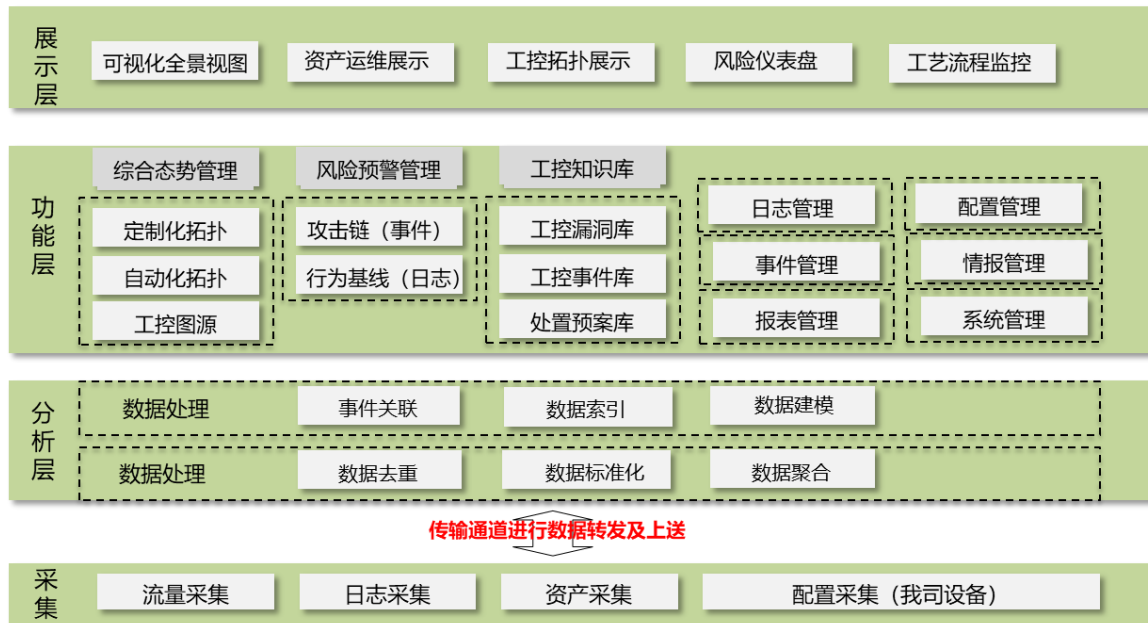 展示层
可视化全景视图
资产运维展示
工控拓扑展示
风险仪表盘
工艺流程监控
功能层
综合态势管理
定制化拓扑
自动化拓扑
工控图源
风险预警管理
攻击链（事件）
行为基线（日志）
工控知识库
工控漏洞库
工控事件库
处置预案库
日志管理
配置管理
事件管理
情报管理
报表管理
系统管理
分析层
数据处理
事件关联
数据索引
数据建模
数据处理
数据去重
数据标准化
数据聚合
传输通道进行数据转发及上送
采集
流量采集
日志采集
资产采集
配置采集（我司设备）